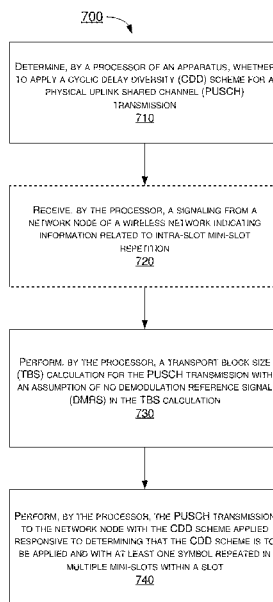 700
DETERMINE, BY A PROCESSOR OF AN APPARATUS, WHETHER
TO APPLY A CYCLIC DELAY DIVERSITY (CDD) SCHEME FOR A
PHYSICAL UPLINK SHARED CHANNEL (PUSCH)
TRANSMISSION
710
RECEIVE, BY THE PROCESSOR, A SIGNALING FROM A
NETWORK NODE OF A WIRELESS NETWORK INDICATING
INFORMATION RELATED TO INTRA-SLOT MINI-SLOT
REPETITION
720
PERFORM, BY THE PROCESSOR, A TRANSPORT BLOCK SIZE
(TBS) CALCULATION FOR THE PUSCH TRANSMISSION WITH
AN ASSUMPTION OF NO DEMODULATION REFERENCE SIGNAL
(DMRS) IN THE TBS CALCULATION
730
PERFORM, BY THE PROCESSOR, THE PUSCH TRANSMISSION
TO THE NETWORK NODE WITH THE CDD SCHEME APPLIED
RESPONSIVE TO DETERMINING THAT THE CDD SCHEME IS TO
BE APPLIED AND WITH AT LEAST ONE SYMBOL REPEATED IN
MULTIPLE MINI-SLOTS WITHIN A SLOT
740